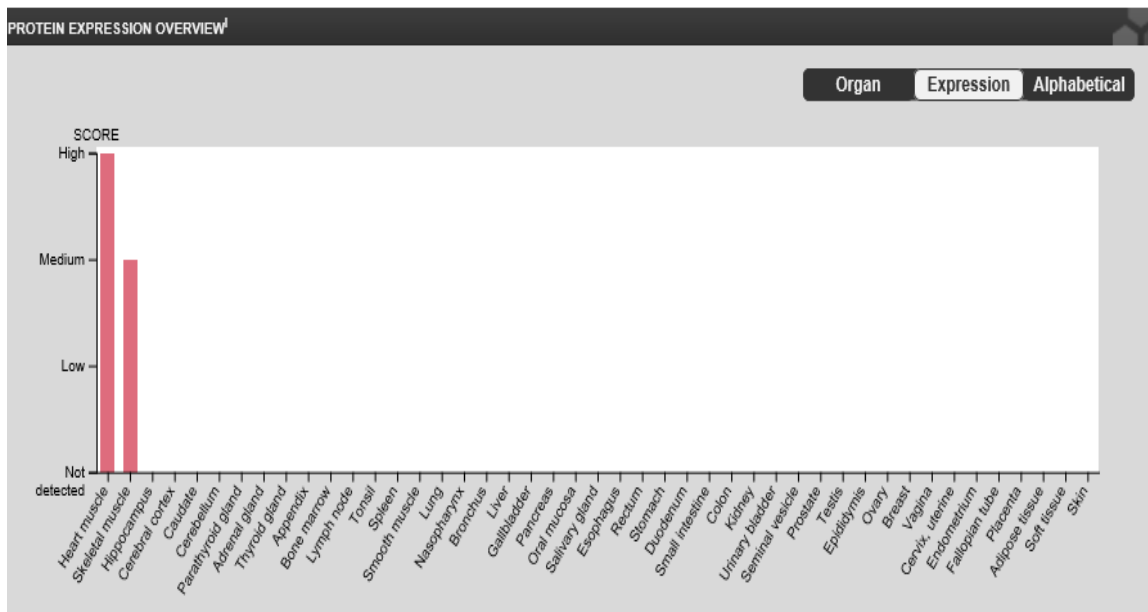 PROTEIN EXPRESSION OVERVIEWⁱ
Organ
Expression
Alphabetical
SCORE
High
Medium
Low
Not
detected
Heart muscle
Skeletal muscle
Hippocampus
Cerebral cortex
Caudate
Cerebellum
Parathyroid gland
Adrenal gland
Thyroid gland
Appendix
Bone marrow
Lymph node
Tonsil
Spleen
Smooth muscle
Lung
Nasopharynx
Bronchus
Liver
Gallbladder
Pancreas
Oral mucosa
Salivary gland
Esophagus
Rectum
Stomach
Duodenum
Small intestine
Colon
Kidney
Urinary bladder
Seminal vesicle
Prostate
Testis
Epididymis
Ovary
Breast
Vagina
Cervix, uterine
Endometrium
Fallopian tube
Placenta
Adipose tissue
Soft tissue
Skin